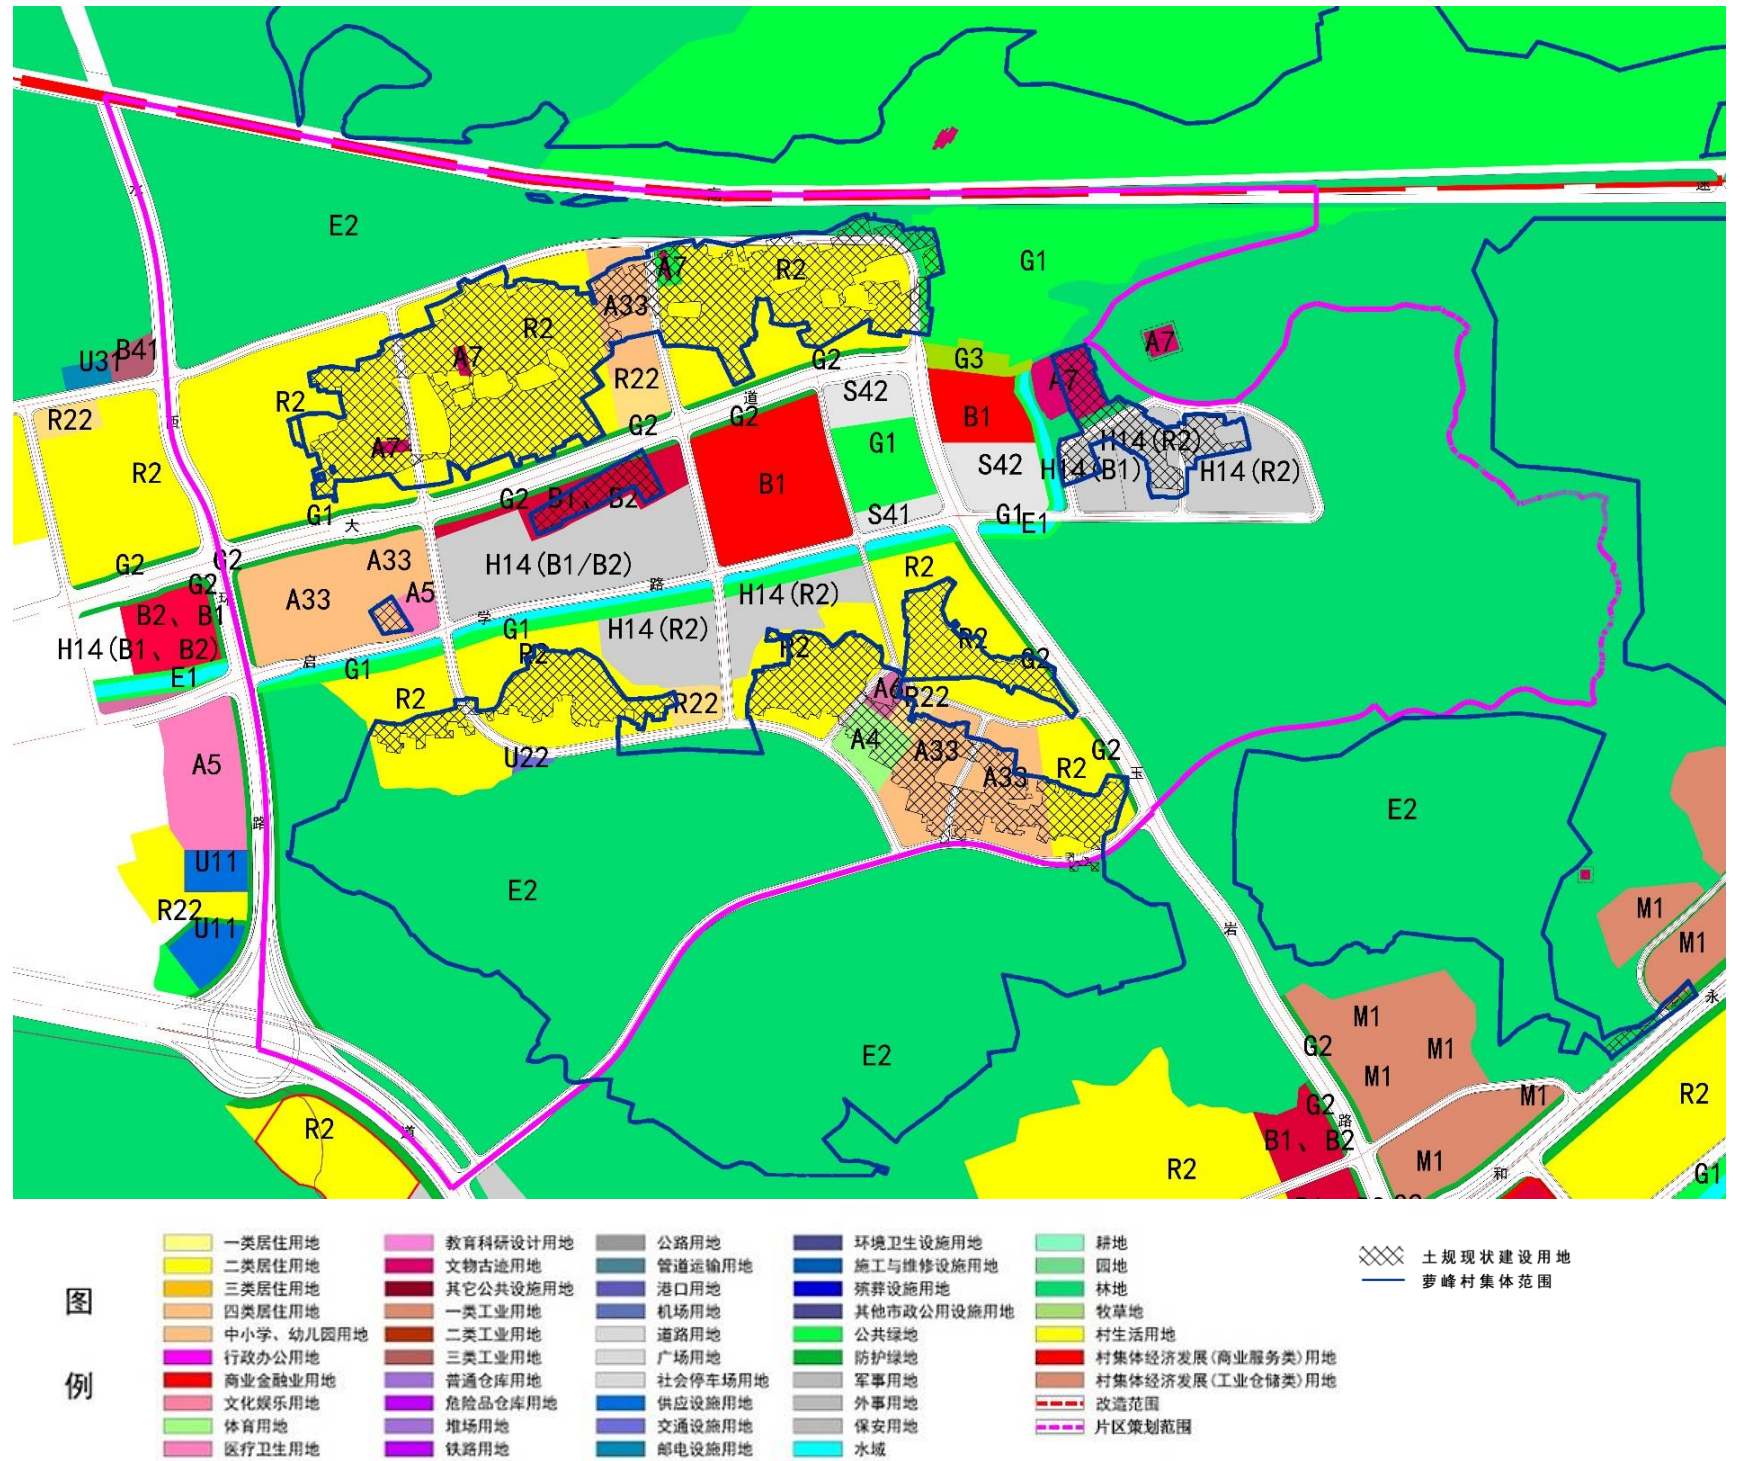 水
高
速
E2
G1
R2
A7
R2
A33
R2
B41
U31
A7
A7
G2
G3
R22
S42
A7
R2
R22
西
道
G2
G2
B1
A7
G1
H14(R2)
R2
B1
S42
H14(B1)
H14(R2)
G2
B1、B2
G1
大
S41
G1
E1
G2
G2
A33
H14(B1/B2)
R2
G2
A5
路
环
A33
H14(R2)
B2、B1
学
G1
H14(R2)
R2
R2
H14(B1、B2)
启
G1
R2
G2
E1
R2
A6
R22
R22
A4
A33
G2
A5
U22
A33
R2
玉
E2
路
U11
E2
R22
M1
U11
岩
M1
永
M1
G2
M1
E2
M1
R2
M1
G2
路
R2
道
B1、B2
M1
R2
和
G1
图
例
一类居住用地
二类居住用地
三类居住用地
四类居住用地
中小学、幼儿园用地
行政办公用地
商业金融业用地
文化娱乐用地
体育用地
医疗卫生用地
教育科研设计用地
文物古迹用地
其它公共设施用地
一类工业用地
二类工业用地
三类工业用地
普通仓库用地
危险品仓库用地
堆场用地
铁路用地
公路用地
管道运输用地
港口用地
机场用地
道路用地
广场用地
社会停车场用地
供应设施用地
交通设施用地
邮电设施用地
环境卫生设施用地
施工与维修设施用地
殡葬设施用地
其他市政公用设施用地
公共绿地
防护绿地
军事用地
外事用地
保安用地
水域
耕地
园地
林地
牧草地
村生活用地
村集体经济发展(商业服务类)用地
村集体经济发展(工业仓储类)用地
改造范围
片区策划范围
土规现状建设用地
萝峰村集体范围